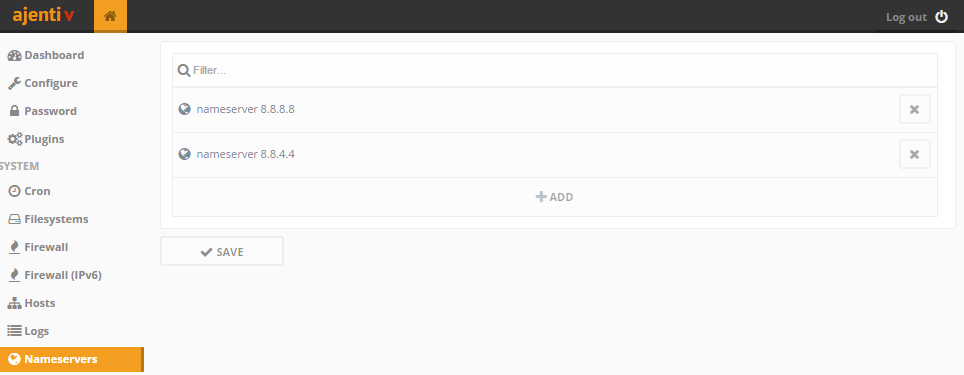 ajenti v
Log out
Dashboard
Configure
Password
Plugins
SYSTEM
Cron
Filesystems
Firewall
Firewall (IPv6)
Hosts
Logs
Nameservers
Filter...
nameserver 8.8.8.8
nameserver 8.8.4.4
ADD
SAVE